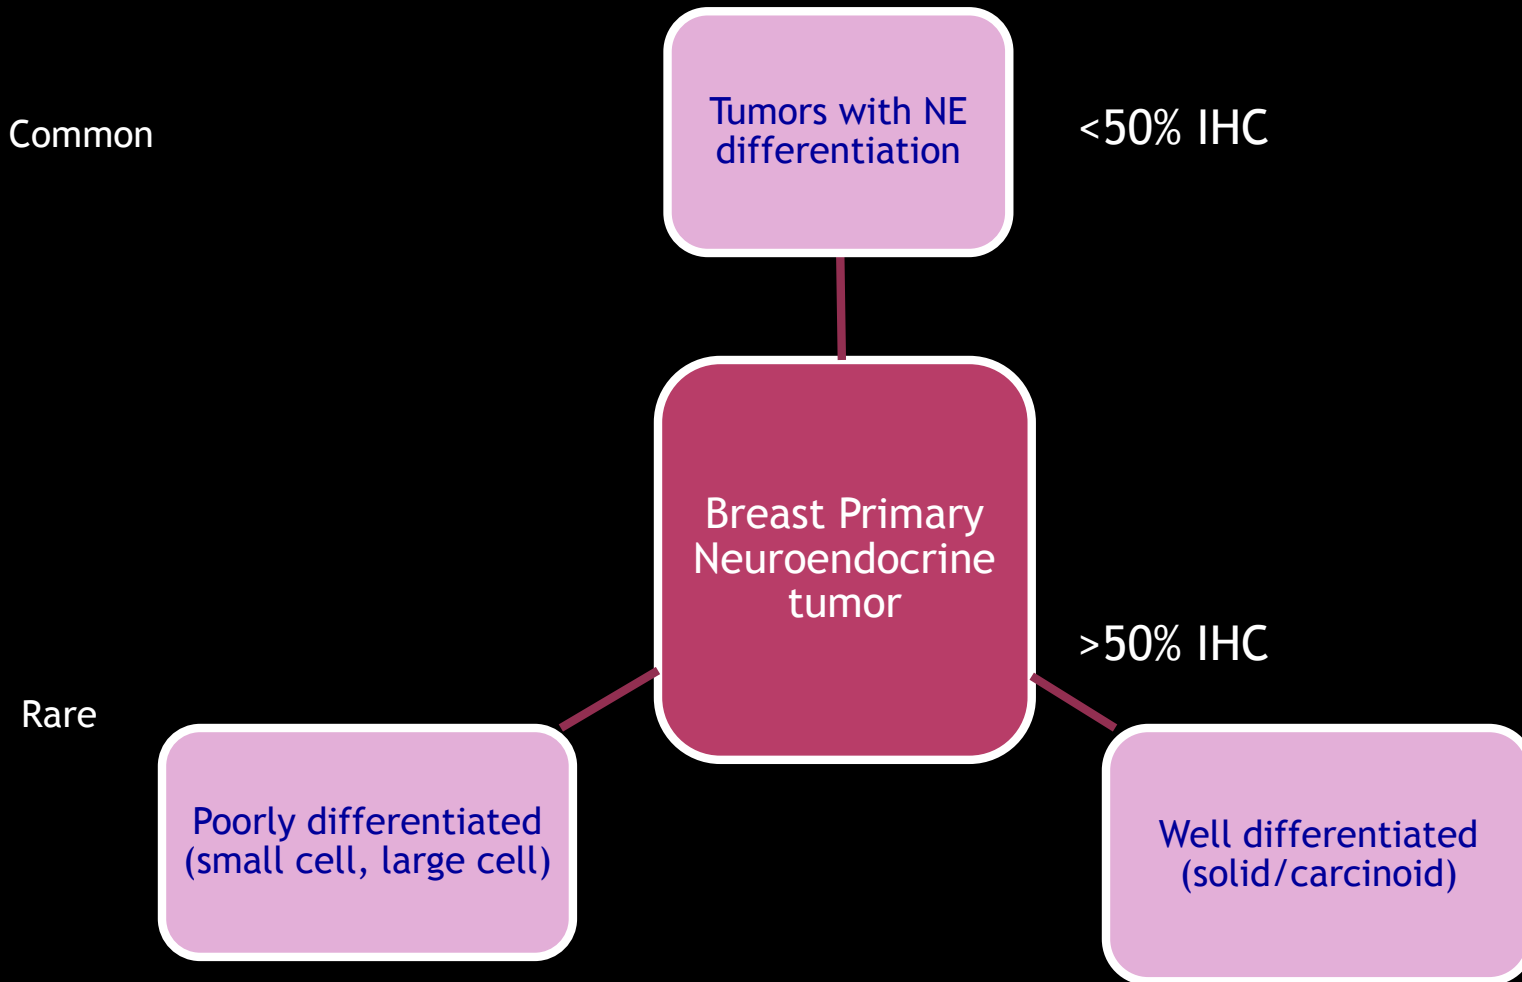 Common
Tumors with NE
differentiation
<50% IHC
Breast Primary
Neuroendocrine
tumor
>50% IHC
Rare
Poorly differentiated
(small cell, large cell)
Well differentiated
(solid/carcinoid)